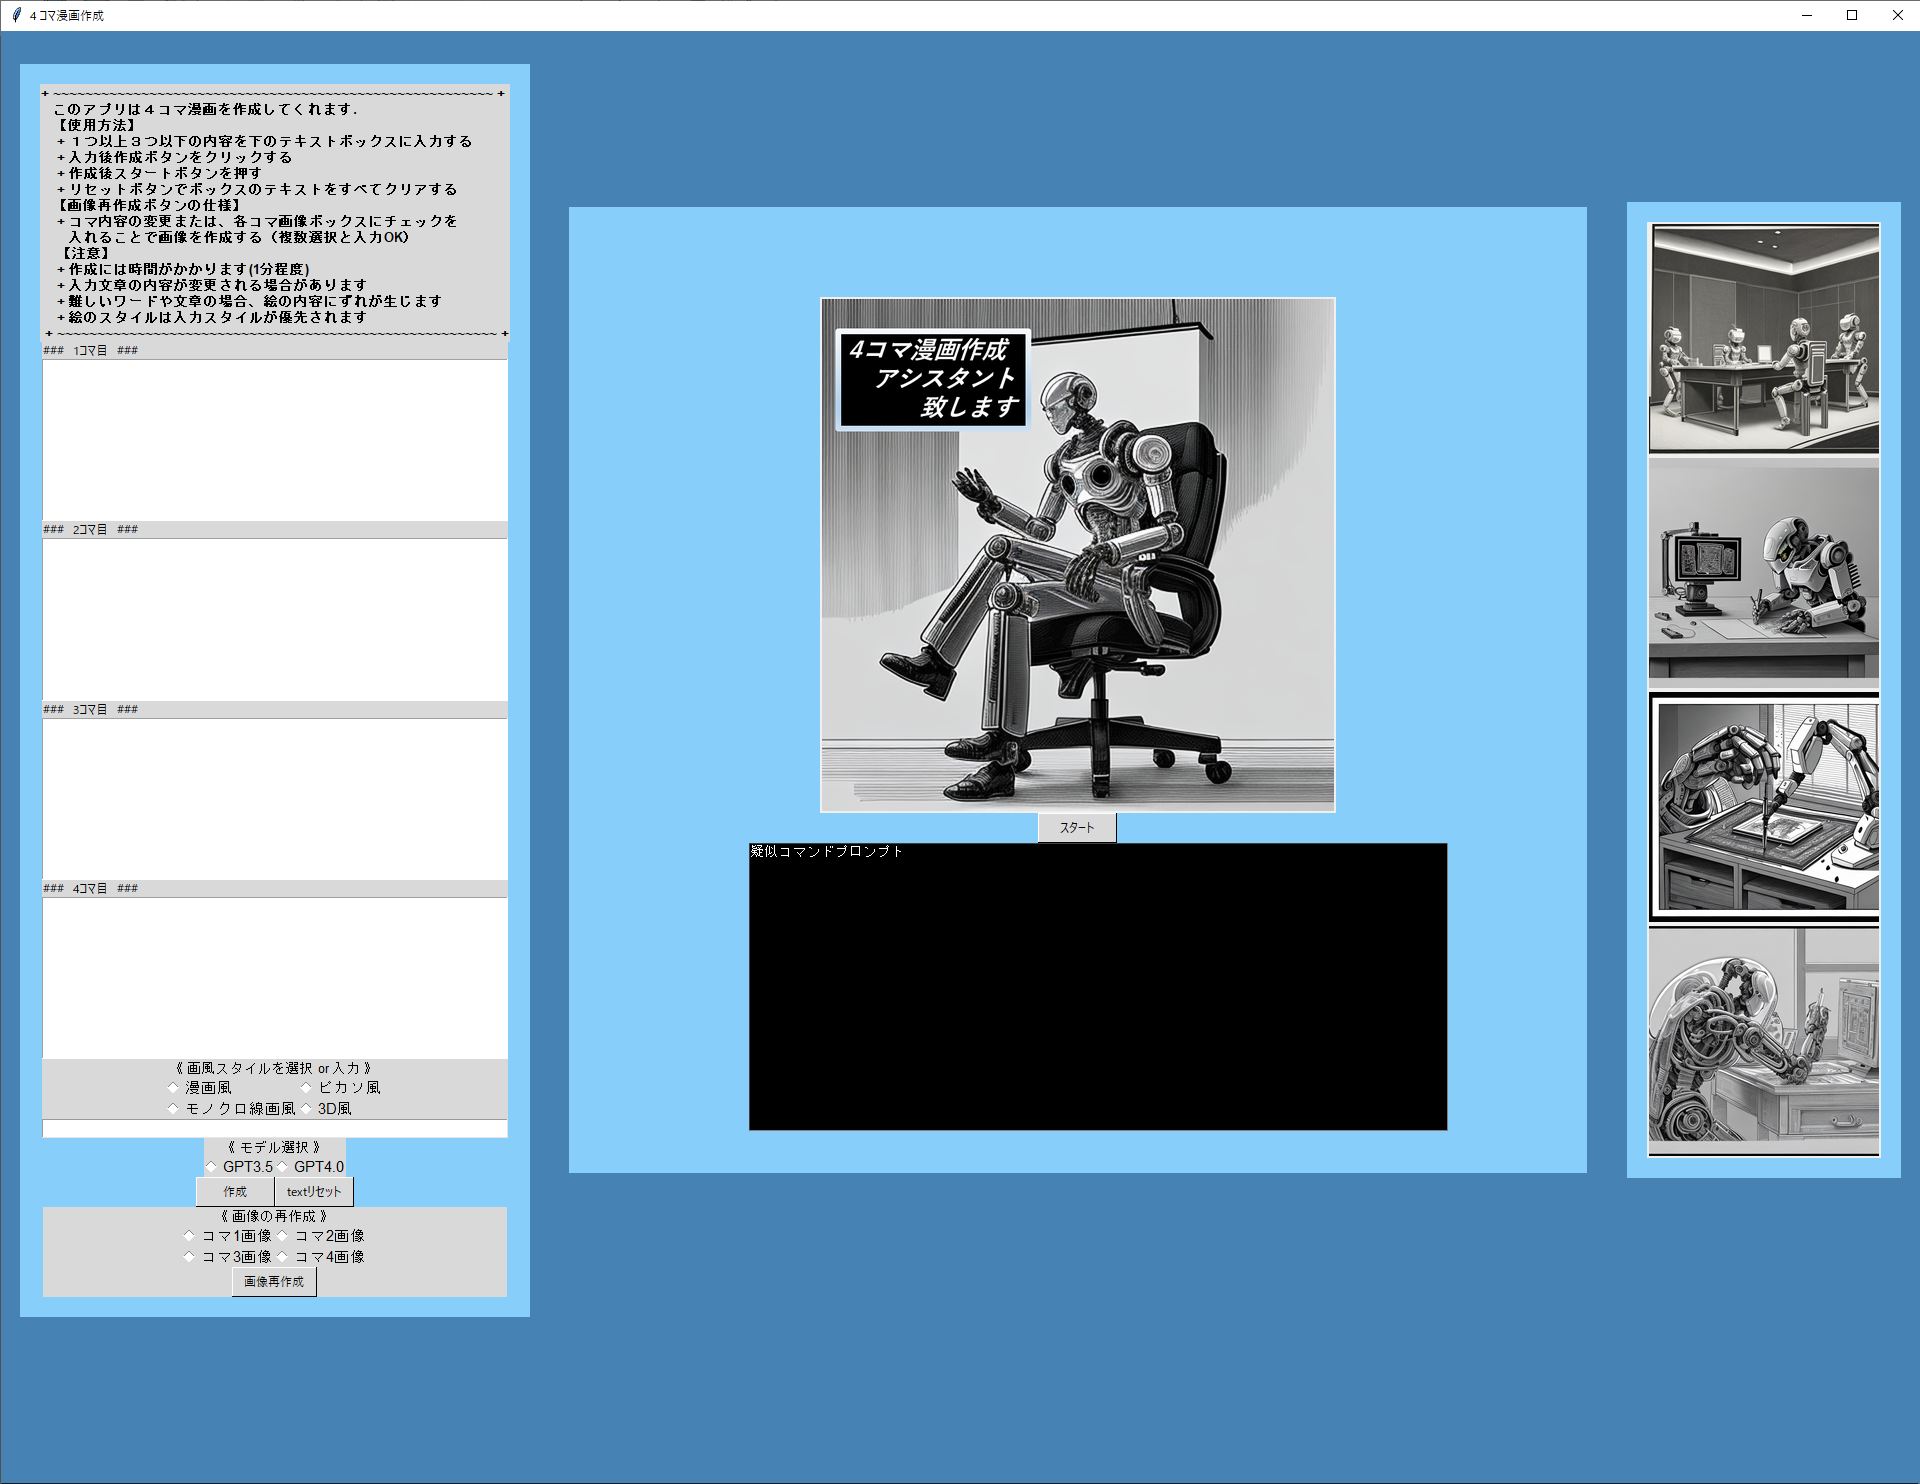 4コマ漫画作成
+ ~~~~~~~~~~~~~~~~~~~~~~~~~~~~~~~~~~~~~~~~~~~~~~~~~~~~~~~ +
このアプリは４コマ漫画を作成してくれます.
【使用方法】
+１つ以上３つ以下の内容を下のテキストボックスに入力する
+入力後作成ボタンをクリックする
+作成後スタートボタンを押す
+リセットボタンでボックスのテキストをすべてクリアする
【画像再作成ボタンの仕様】
+コマ内容の変更または、各コマ画像ボックスにチェックを
入れることで画像を作成する（複数選択と入力OK）
【注意】
+作成には時間がかかります(1分程度)
+入力文章の内容が変更される場合があります
+難しいワードや文章の場合、絵の内容にずれが生じます
+絵のスタイルは入力スタイルが優先されます
+ ~~~~~~~~~~~~~~~~~~~~~~~~~~~~~~~~~~~~~~~~~~~~~~~~~~~~~~~ +
### 1コマ目 ###
### 2コマ目 ###
### 3コマ目 ###
### 4コマ目 ###
《 画風スタイルを選択 or 入力 》
漫画風 ピカソ風
モノクロ線画風 3D風
《 モデル選択 》
GPT3.5 GPT4.0
作成 textリセット
《 画像の再作成 》
コマ1画像 コマ2画像
コマ3画像 コマ4画像
画像再作成
4コマ漫画作成
アシスタント
致します
スタート
疑似コマンドプロンプト